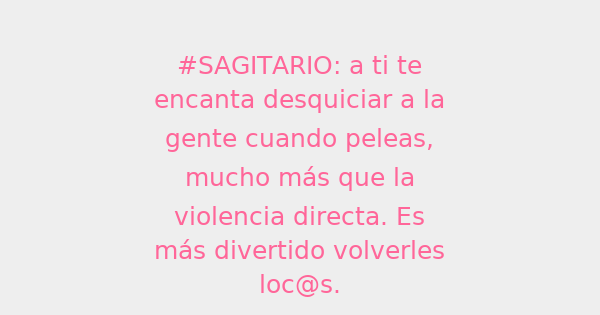 #SAGITARIO: a ti te
encanta desquiciar a la
gente cuando peleas,
mucho más que la
violencia directa. Es
más divertido volverles
loc@s.